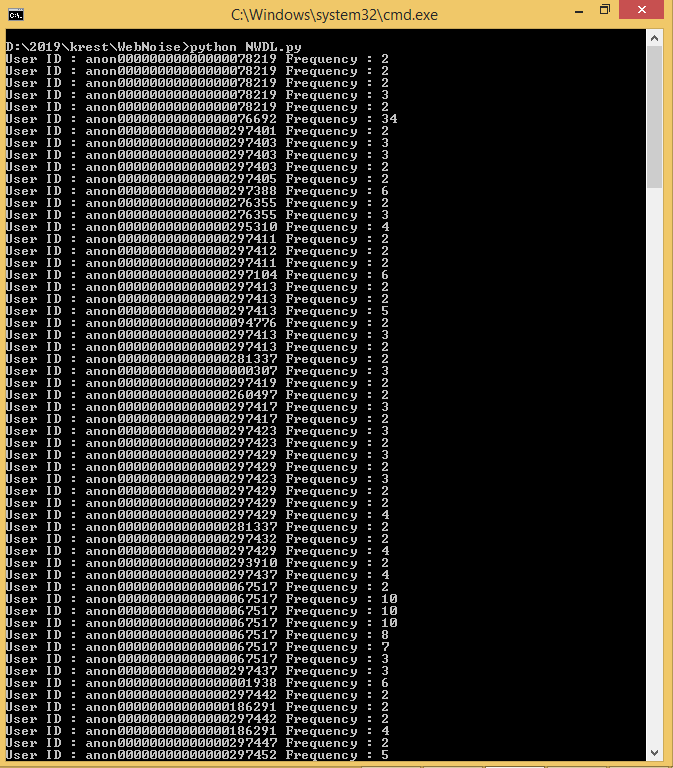 C:\Windows\system32\cmd.exe
D:\2019\krest\WebNoise>python NWDL.py
User ID : anon00000000000000078219 Frequency : 2
User ID : anon00000000000000078219 Frequency : 2
User ID : anon00000000000000078219 Frequency : 2
User ID : anon00000000000000078219 Frequency : 3
User ID : anon00000000000000078219 Frequency : 2
User ID : anon00000000000000076692 Frequency : 34
User ID : anon00000000000000297401 Frequency : 2
User ID : anon00000000000000297403 Frequency : 3
User ID : anon00000000000000297403 Frequency : 3
User ID : anon00000000000000297403 Frequency : 2
User ID : anon00000000000000297405 Frequency : 2
User ID : anon00000000000000297388 Frequency : 6
User ID : anon00000000000000276355 Frequency : 2
User ID : anon00000000000000276355 Frequency : 3
User ID : anon00000000000000295310 Frequency : 4
User ID : anon00000000000000297411 Frequency : 2
User ID : anon00000000000000297412 Frequency : 2
User ID : anon00000000000000297411 Frequency : 2
User ID : anon00000000000000297104 Frequency : 6
User ID : anon00000000000000297413 Frequency : 2
User ID : anon00000000000000297413 Frequency : 2
User ID : anon00000000000000297413 Frequency : 5
User ID : anon00000000000000094776 Frequency : 2
User ID : anon00000000000000297413 Frequency : 3
User ID : anon00000000000000297413 Frequency : 2
User ID : anon00000000000000281337 Frequency : 2
User ID : anon00000000000000000307 Frequency : 3
User ID : anon00000000000000297419 Frequency : 2
User ID : anon00000000000000260497 Frequency : 2
User ID : anon00000000000000297417 Frequency : 3
User ID : anon00000000000000297417 Frequency : 2
User ID : anon00000000000000297423 Frequency : 3
User ID : anon00000000000000297423 Frequency : 2
User ID : anon00000000000000297429 Frequency : 3
User ID : anon00000000000000297429 Frequency : 2
User ID : anon00000000000000297423 Frequency : 3
User ID : anon00000000000000297429 Frequency : 2
User ID : anon00000000000000297429 Frequency : 2
User ID : anon00000000000000297429 Frequency : 4
User ID : anon00000000000000281337 Frequency : 2
User ID : anon00000000000000297432 Frequency : 2
User ID : anon00000000000000297429 Frequency : 4
User ID : anon00000000000000293910 Frequency : 2
User ID : anon00000000000000297437 Frequency : 4
User ID : anon00000000000000067517 Frequency : 2
User ID : anon00000000000000067517 Frequency : 10
User ID : anon00000000000000067517 Frequency : 10
User ID : anon00000000000000067517 Frequency : 10
User ID : anon00000000000000067517 Frequency : 8
User ID : anon00000000000000067517 Frequency : 7
User ID : anon00000000000000067517 Frequency : 3
User ID : anon00000000000000297437 Frequency : 3
User ID : anon00000000000000001938 Frequency : 6
User ID : anon00000000000000297442 Frequency : 2
User ID : anon00000000000000186291 Frequency : 2
User ID : anon00000000000000297442 Frequency : 2
User ID : anon00000000000000186291 Frequency : 4
User ID : anon00000000000000297447 Frequency : 2
User ID : anon00000000000000297452 Frequency : 5